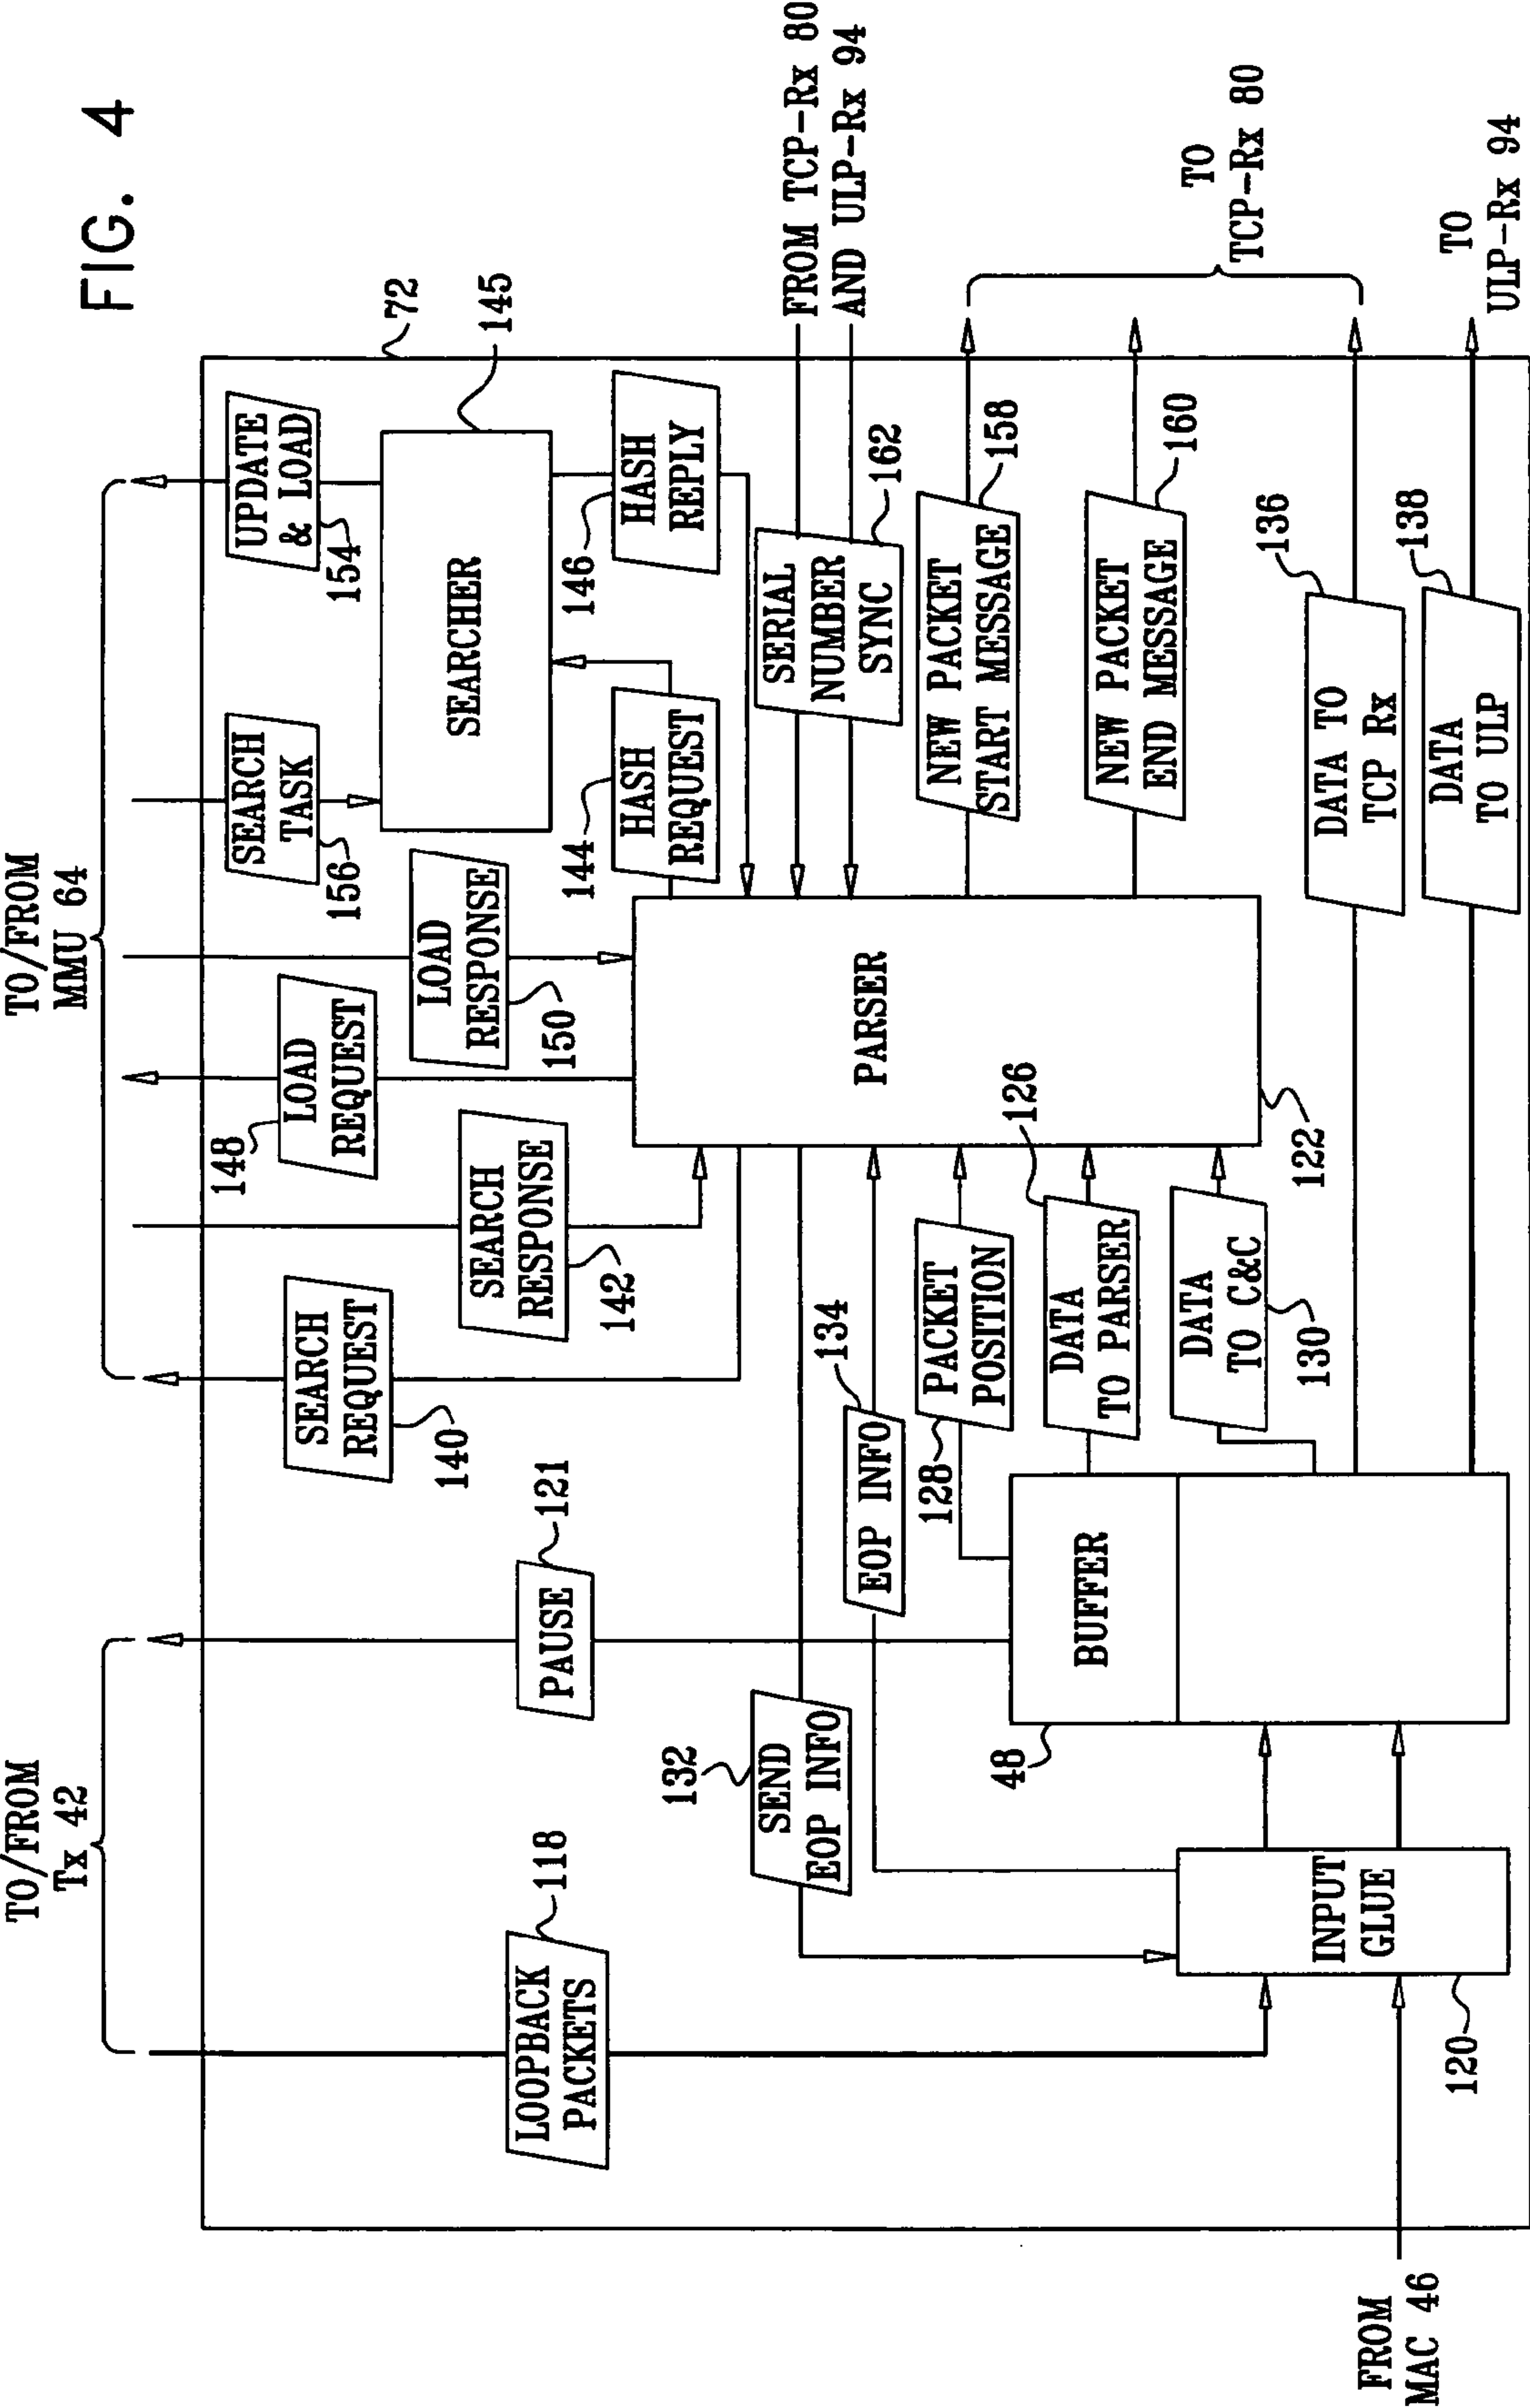 FIG. 4
TO/FROM
Tx 42
TO/FROM
MMU 64
72
LOOPBACK
PACKETS
118
PAUSE
121
SEARCH
REQUEST
140
SEARCH
RESPONSE
142
LOAD
REQUEST
148
LOAD
RESPONSE
150
SEARCH
TASK
156
UPDATE
& LOAD
154
SEARCHER
145
HASH
REQUEST
144
HASH
REPLY
146
SERIAL
NUMBER
SYNC
162
FROM TCP-Rx 80
AND ULP-Rx 94
SEND
EOP INFO
132
EOP INFO
134
PARSER
122
PACKET
POSITION
128
DATA
TO PARSER
126
DATA
TO C&C
130
NEW PACKET
START MESSAGE
158
NEW PACKET
END MESSAGE
160
TO
TCP-Rx 80
BUFFER
48
INPUT
GLUE
120
FROM
MAC 46
DATA TO
TCP Rx
136
DATA
TO ULP
138
TO
ULP-Rx 94